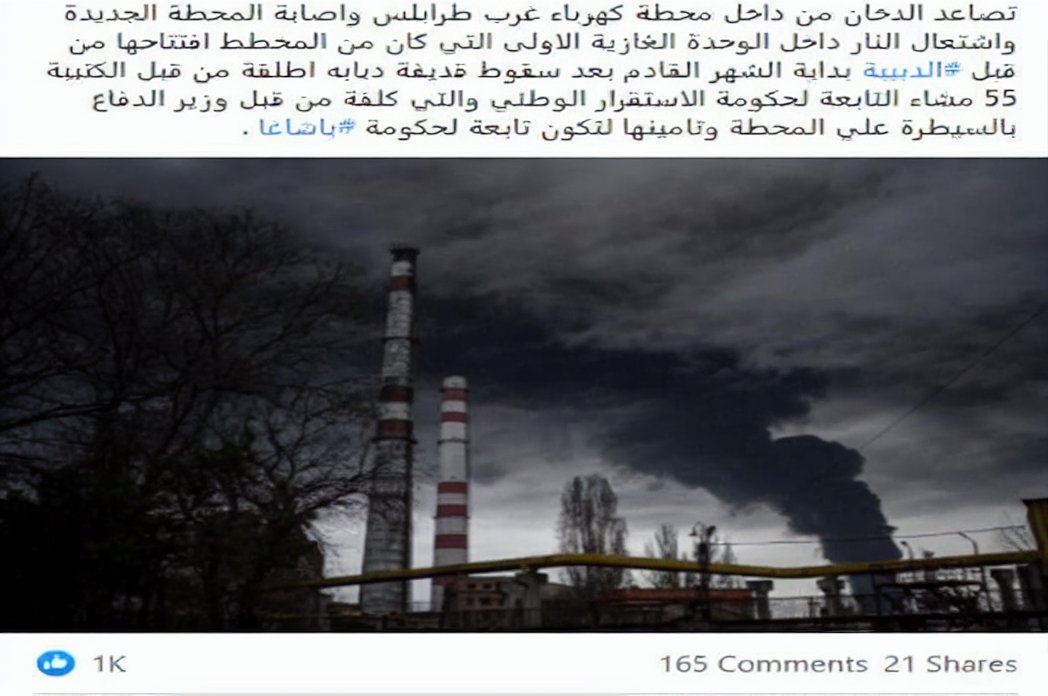 تصاعد الدخان من داخل محطة كهرباء غرب طرابلس واصابة المحطة الجديدة
واشتعال النار داخل الوحدة الغازية الاولى التي كان من المخطط افتتاحها من
قبل #الدبيبة بداية الشهر القادم بعد سقوط قذيفة دبابه اطلقة من قبل الكتيبة
55 مشاء التابعة لحكومة الاستقرار الوطني والتي كلفة من قبل وزير الدفاع
بالسيطرة علي المحطة وتامينها لتكون تابعة لحكومة #باشاغا .
1K
165 Comments 21 Shares